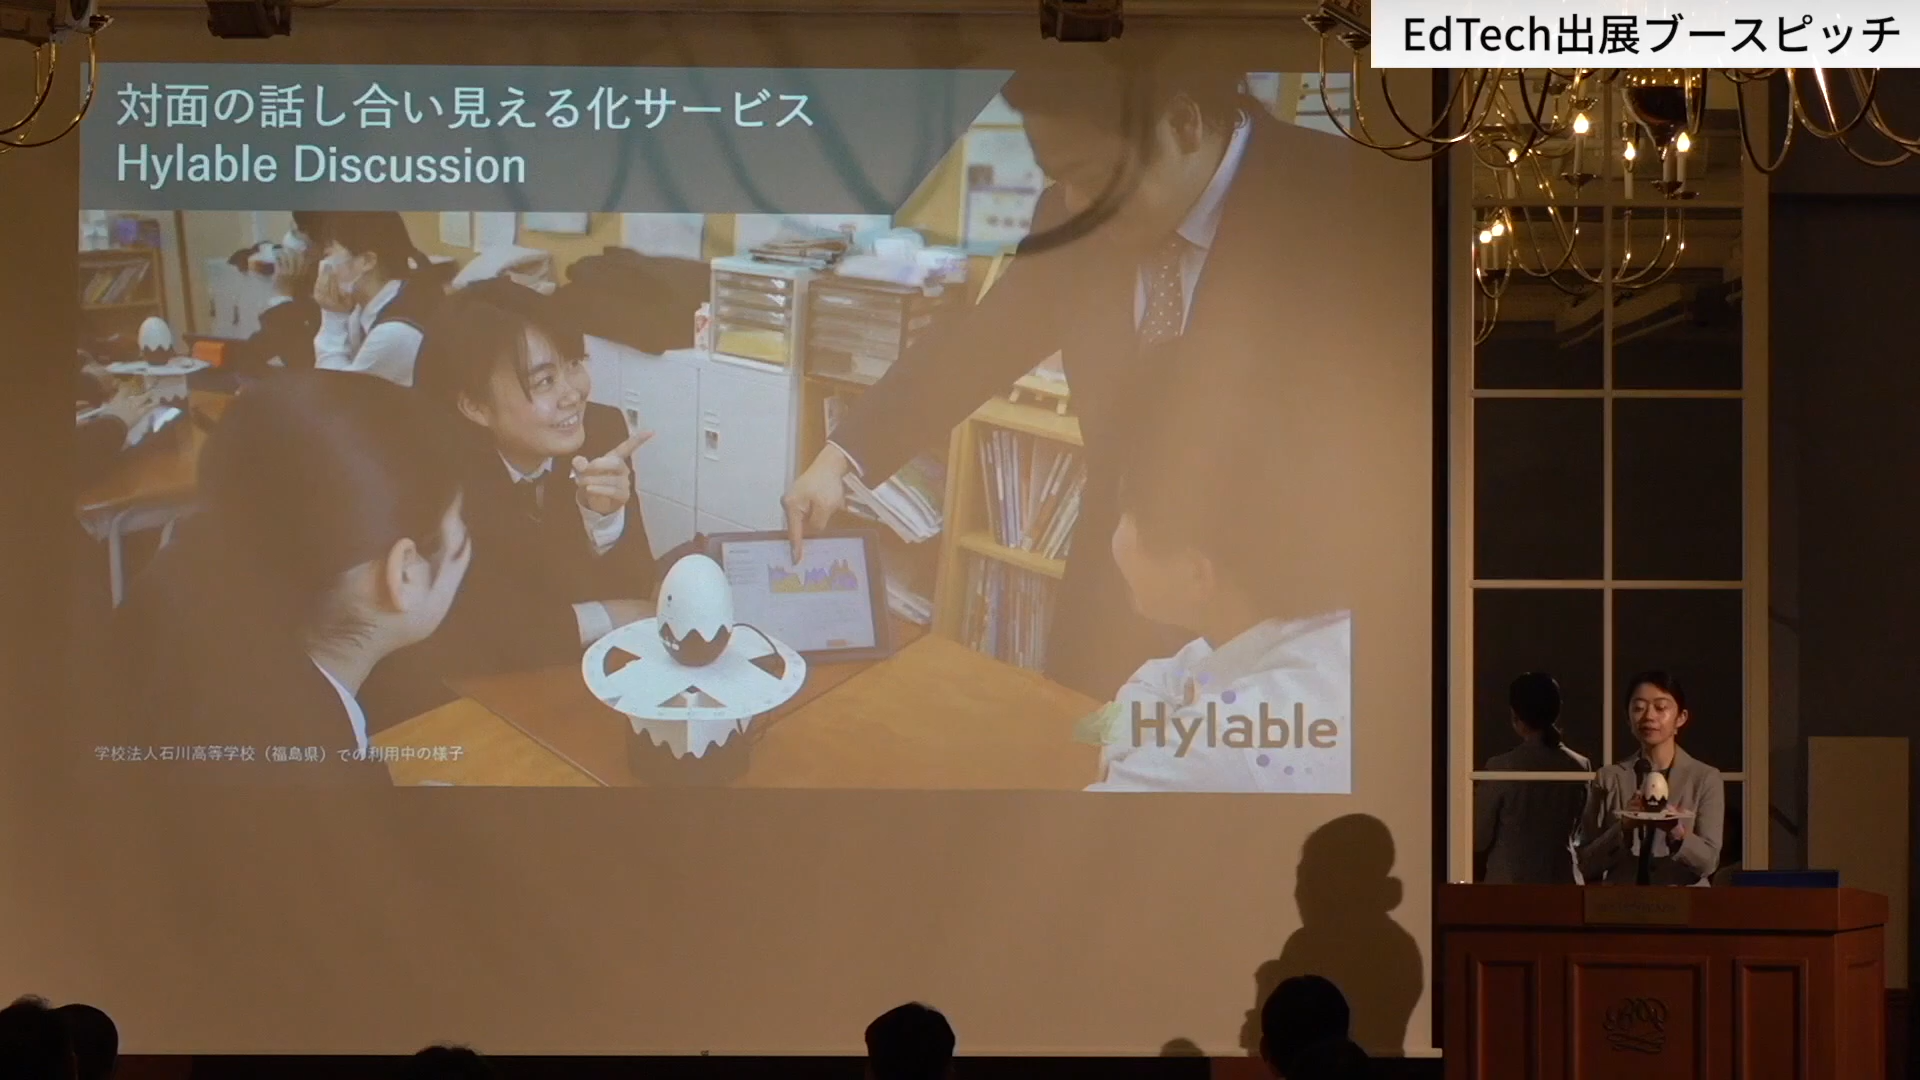 EdTech出展ブースピッチ
対面の話し合い見える化サービス
Hylable Discussion
Hylable
学校法人石川高等学校（福島県）での利用中の様子